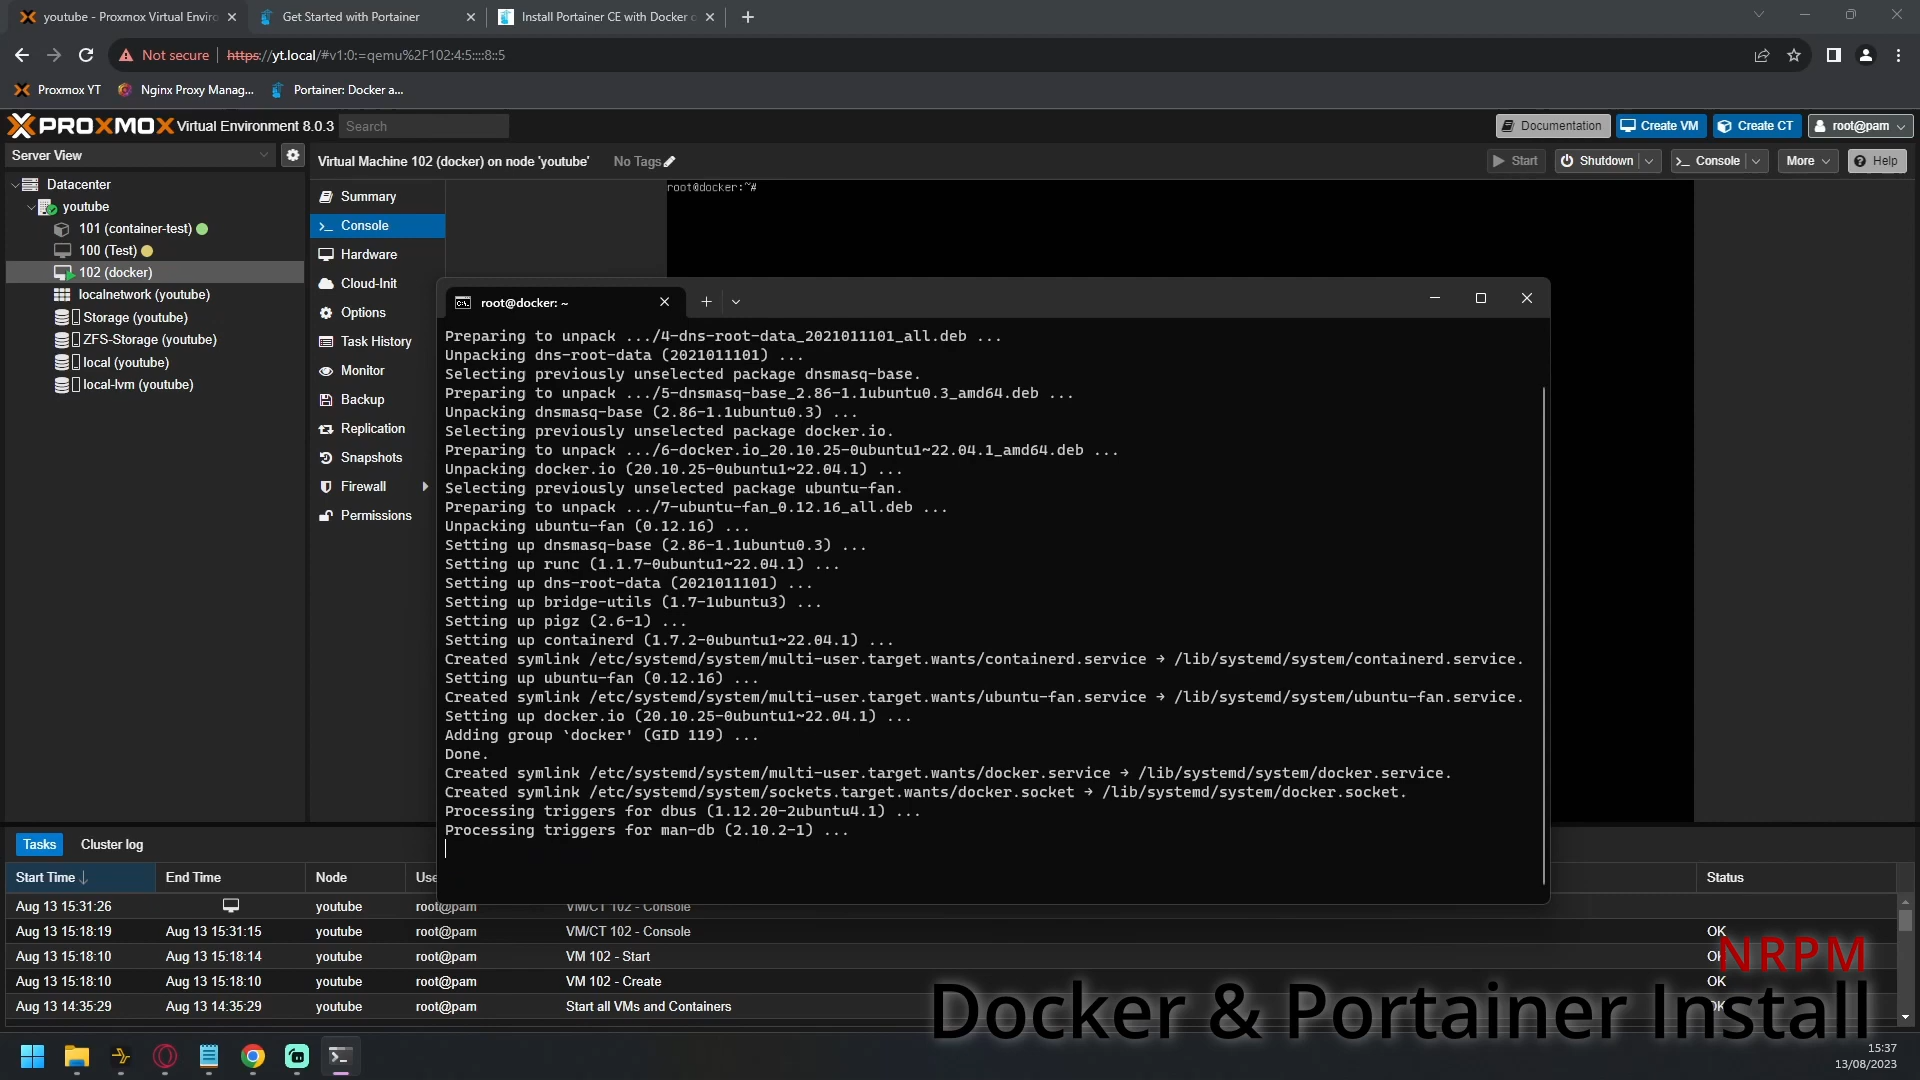 youtube - Proxmox Virtual Enviro
Get Started with Portainer
Install Portainer CE with Docker o
Not secure
https://yt.local/#v1:0:=qemu%2F102:4:5::::8::5
Proxmox YT
Nginx Proxy Manag...
Portainer: Docker a...
PROXMOX Virtual Environment 8.0.3
Search
Documentation
Create VM
Create CT
root@pam
Server View
Virtual Machine 102 (docker) on node 'youtube'
No Tags
Start
Shutdown
Console
More
Help
Datacenter
youtube
101 (container-test)
100 (Test)
102 (docker)
localnetwork (youtube)
Storage (youtube)
ZFS-Storage (youtube)
local (youtube)
local-lvm (youtube)
Summary
Console
Hardware
Cloud-Init
Options
Task History
Monitor
Backup
Replication
Snapshots
Firewall
Permissions
root@docker:~#
root@docker: ~
Preparing to unpack .../4-dns-root-data_2021011101_all.deb ...
Unpacking dns-root-data (2021011101) ...
Selecting previously unselected package dnsmasq-base.
Preparing to unpack .../5-dnsmasq-base_2.86-1.1ubuntu0.3_amd64.deb ...
Unpacking dnsmasq-base (2.86-1.1ubuntu0.3) ...
Selecting previously unselected package docker.io.
Preparing to unpack .../6-docker.io_20.10.25-0ubuntu1~22.04.1_amd64.deb ...
Unpacking docker.io (20.10.25-0ubuntu1~22.04.1) ...
Selecting previously unselected package ubuntu-fan.
Preparing to unpack .../7-ubuntu-fan_0.12.16_all.deb ...
Unpacking ubuntu-fan (0.12.16) ...
Setting up dnsmasq-base (2.86-1.1ubuntu0.3) ...
Setting up runc (1.1.7-0ubuntu1~22.04.1) ...
Setting up dns-root-data (2021011101) ...
Setting up bridge-utils (1.7-1ubuntu3) ...
Setting up pigz (2.6-1) ...
Setting up containerd (1.7.2-0ubuntu1~22.04.1) ...
Created symlink /etc/systemd/system/multi-user.target.wants/containerd.service → /lib/systemd/system/containerd.service.
Setting up ubuntu-fan (0.12.16) ...
Created symlink /etc/systemd/system/multi-user.target.wants/ubuntu-fan.service → /lib/systemd/system/ubuntu-fan.service.
Setting up docker.io (20.10.25-0ubuntu1~22.04.1) ...
Adding group `docker' (GID 119) ...
Done.
Created symlink /etc/systemd/system/multi-user.target.wants/docker.service → /lib/systemd/system/docker.service.
Created symlink /etc/systemd/system/sockets.target.wants/docker.socket → /lib/systemd/system/docker.socket.
Processing triggers for dbus (1.12.20-2ubuntu4.1) ...
Processing triggers for man-db (2.10.2-1) ...
Tasks
Cluster log
Start Time End Time Node Use Status
Aug 13 15:31:26 youtube root@pam VM/CT 102 - Console
Aug 13 15:18:19 Aug 13 15:31:15 youtube root@pam VM/CT 102 - Console OK
Aug 13 15:18:10 Aug 13 15:18:14 youtube root@pam VM 102 - Start OK
Aug 13 15:18:10 Aug 13 15:18:10 youtube root@pam VM 102 - Create OK
Aug 13 14:35:29 Aug 13 14:35:29 youtube root@pam Start all VMs and Containers OK
NRPM
Docker & Portainer Install
15:37
13/08/2023